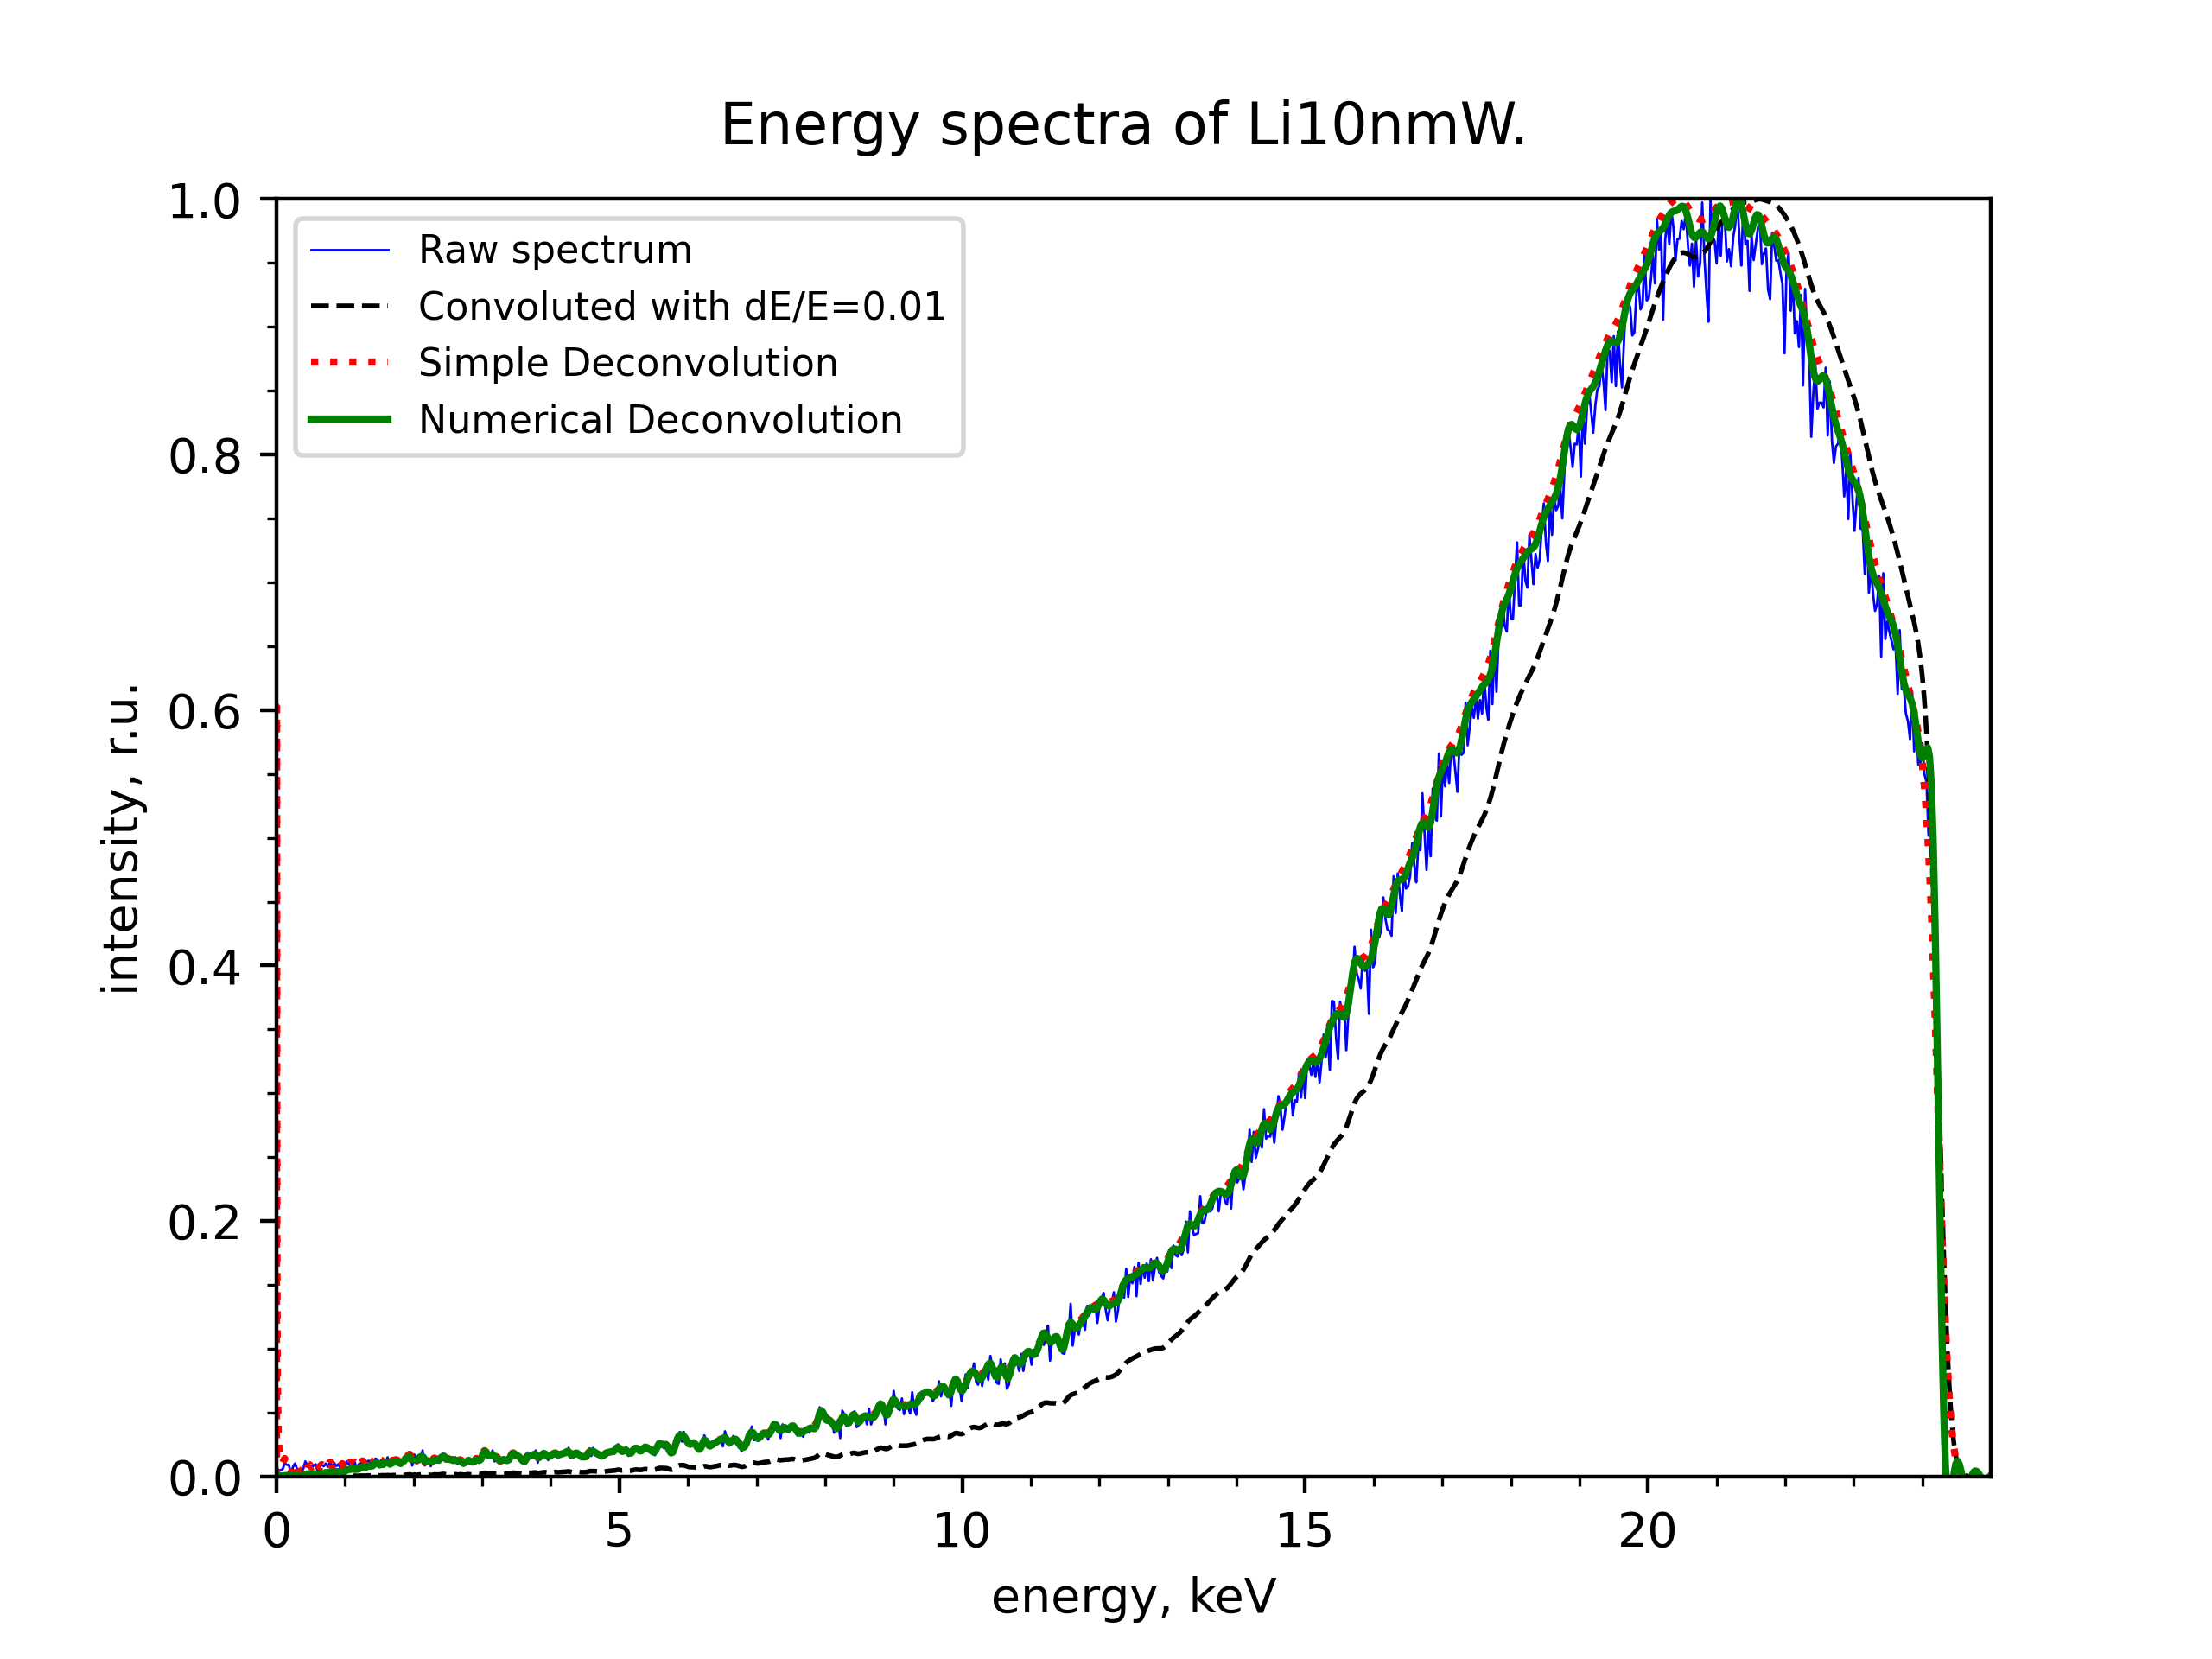 Energy spectra of Li10nmW.
1.0
0.8
0.6
0.4
0.2
0.0
intensity, r.u.
Raw spectrum
Convoluted with dE/E=0.01
Simple Deconvolution
Numerical Deconvolution
0 5 10 15 20
energy, keV